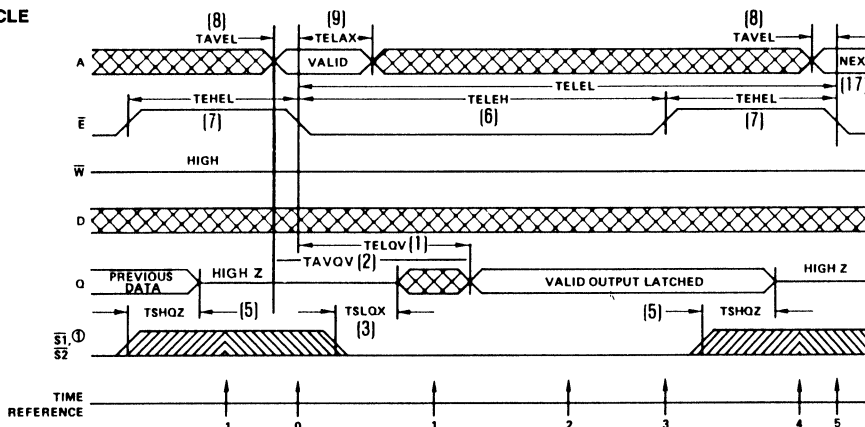 CLE
(8) (9) (8)
TAVEL TELAX TAVEL
A VALID NEX
TELEL (17)
TEHEL TELEH TEHEL
E (7) (6) (7)
W HIGH
D
TELQV (1)
TAVQV (2)
Q PREVIOUS DATA HIGH Z VALID OUTPUT LATCHED HIGH Z
TSHQZ (5) TSLQX (3) (5) TSHQZ
S1, ①
S2
TIME REFERENCE
-1 0 1 2 3 4 5